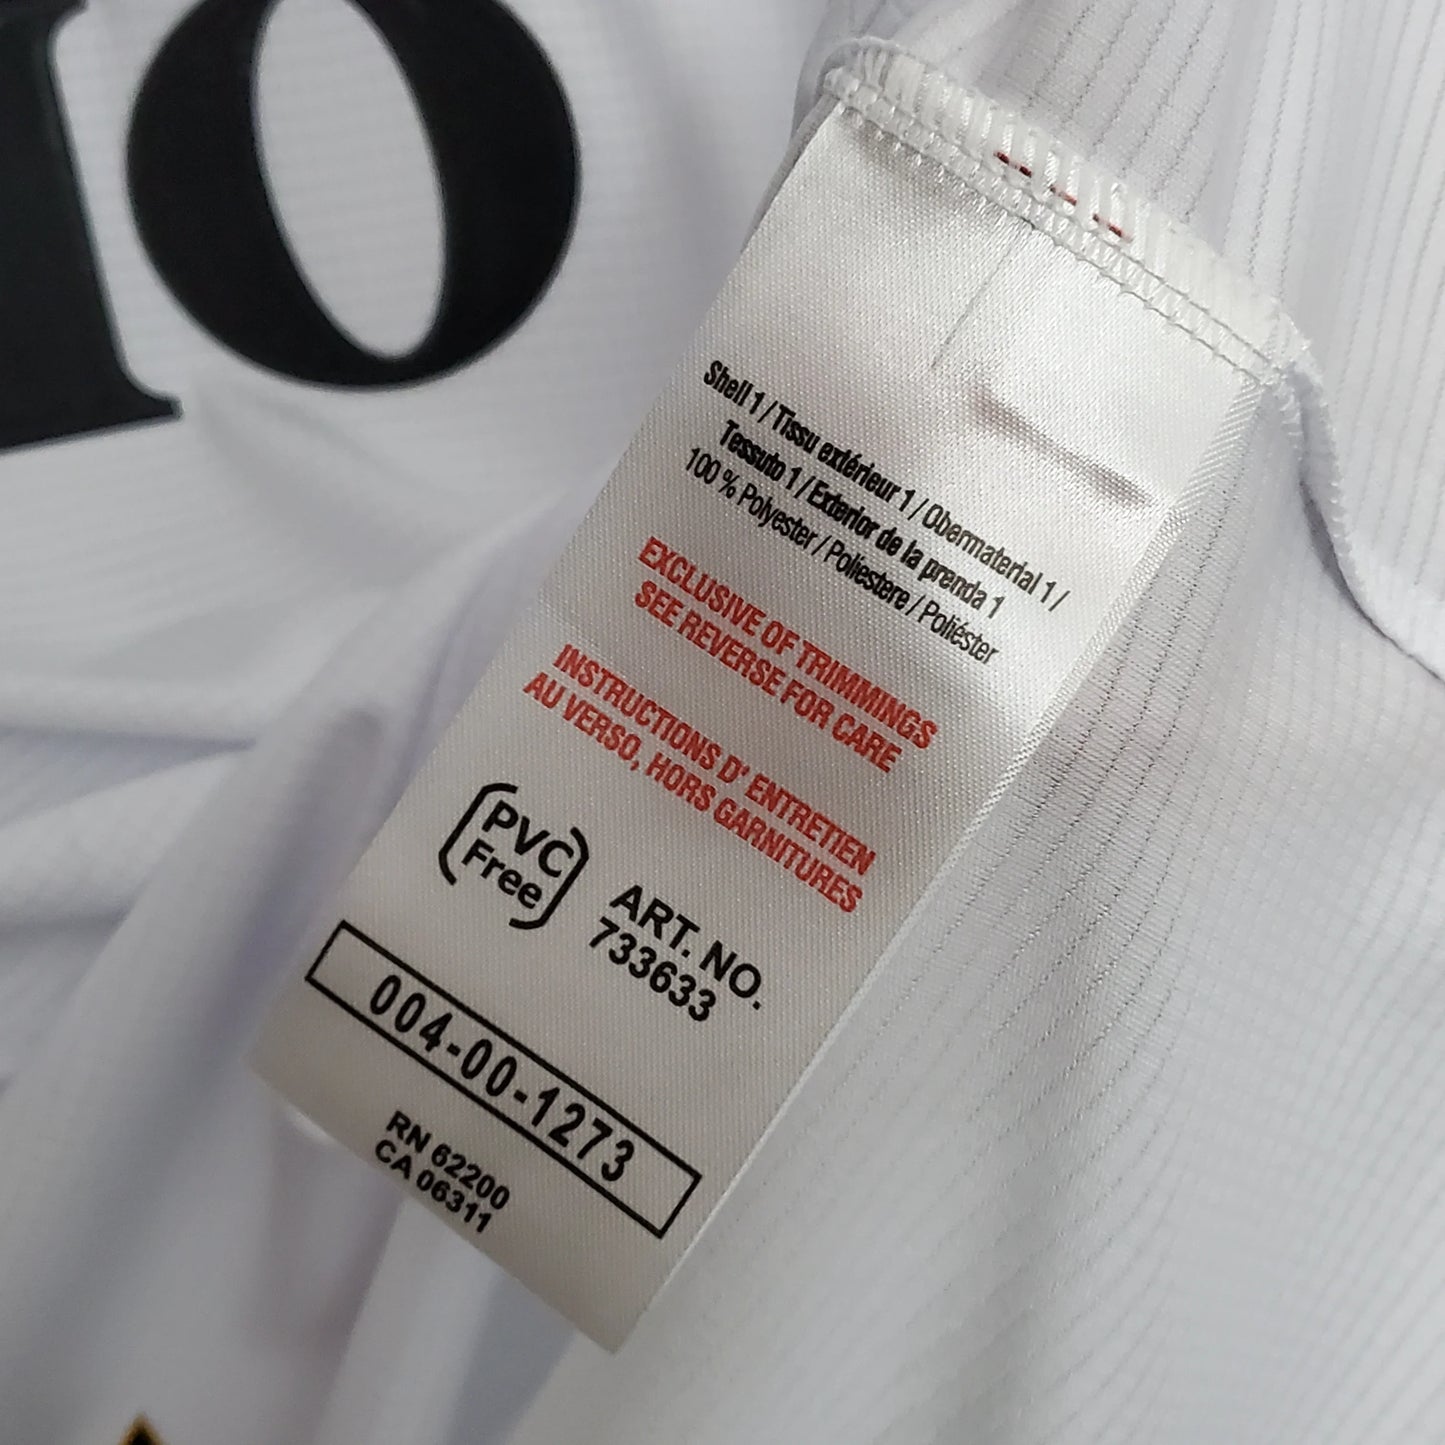 IO
Shell 1 / Tissu extérieur 1 / Obermaterial 1 /
Tessuto 1 / Exterior de la prenda 1
100 % Polyester / Poliestere / Poliéster
EXCLUSIVE OF TRIMMINGS
SEE REVERSE FOR CARE
INSTRUCTIONS D' ENTRETIEN
AU VERSO, HORS GARNITURES
PVC
Free
ART. NO.
733633
004-00-1273
RN 62200
CA 06311